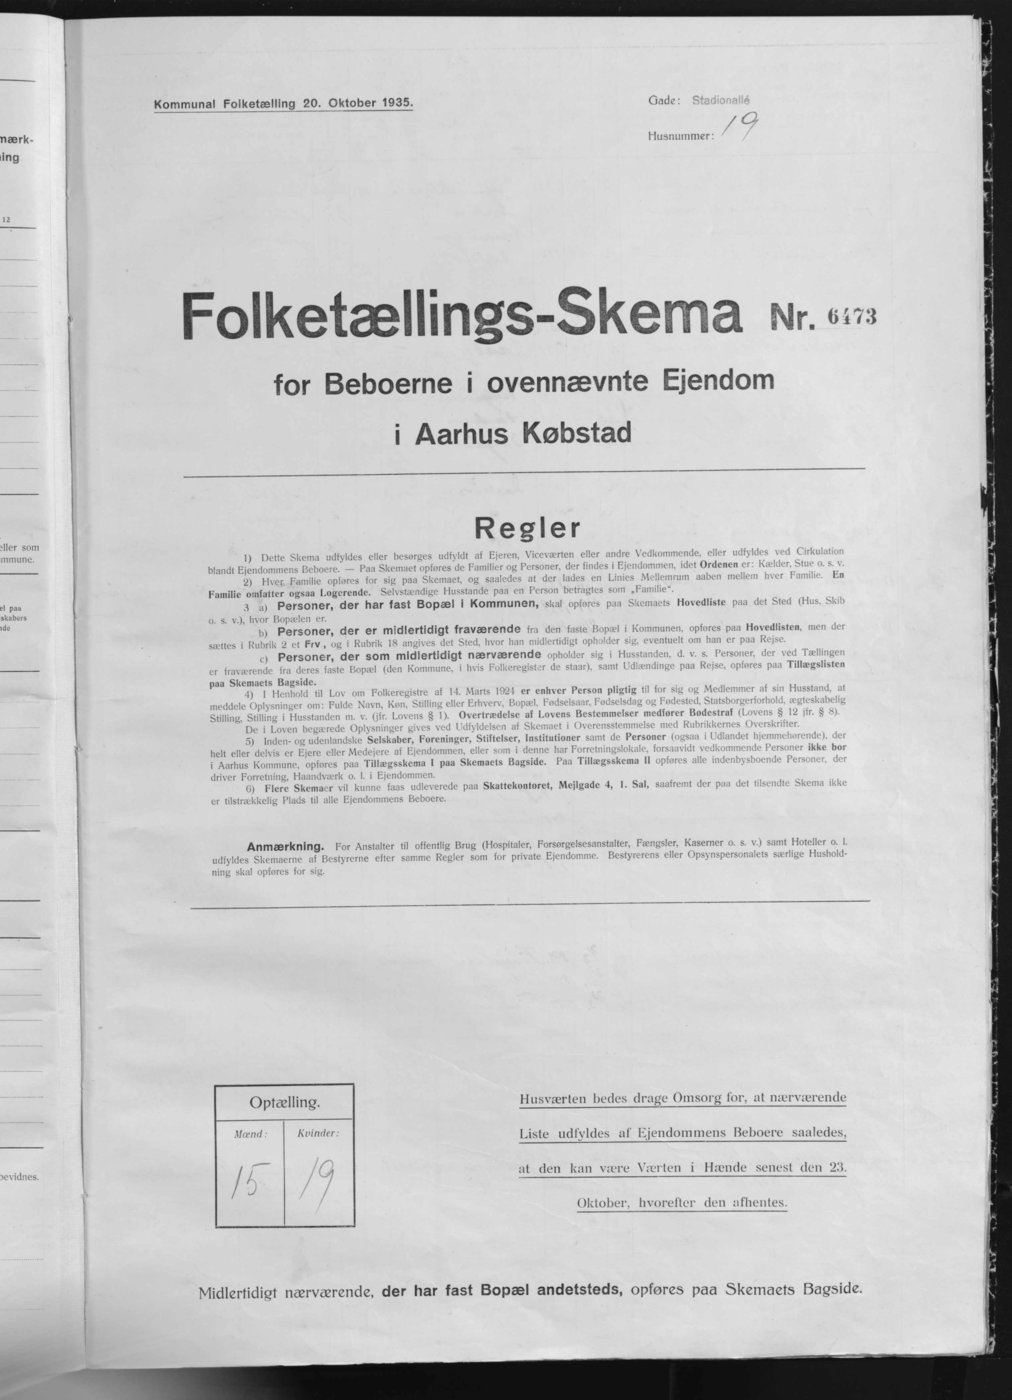 Kommunal Folketælling 20. Oktober 1935.
Gade: Stadionallé
Husnummer: 19
Folketællings-Skema Nr. 6473
for Beboerne i ovennævnte Ejendom
i Aarhus Købstad
Regler
1) Dette Skema udfyldes eller besørges udfyldt af Ejeren, Viceværten eller andre Vedkommende, eller udfyldes ved Cirkulation
blandt Ejendommens Beboere. — Paa Skemaet opføres de Familier og Personer, der findes i Ejendommen, idet Ordenen er: Kælder, Stue o. s. v.
2) Hver Familie opføres for sig paa Skemaet, og saaledes at der lades en Linies Mellemrum aaben mellem hver Familie. En
Familie omfatter ogsaa Logerende. Selvstændige Husstande paa en Person betragtes som „Familie“.
3 a) Personer, der har fast Bopæl i Kommunen, skal opføres paa Skemaets Hovedliste paa det Sted (Hus, Skib
o. s. v.), hvor Bopælen er.
b) Personer, der er midlertidigt fraværende fra den faste Bopæl i Kommunen, opføres paa Hovedlisten, men der
sættes i Rubrik 2 et Frv., og i Rubrik 18 angives det Sted, hvor han midlertidigt opholder sig, eventuelt om han er paa Rejse.
c) Personer, der som midlertidigt nærværende opholder sig i Husstanden, d. v. s. Personer, der ved Tællingen
er fraværende fra deres faste Bopæl (den Kommune, i hvis Folkeregister de staar), samt Udlændinge paa Rejse, opføres paa Tillægslisten
paa Skemaets Bagside.
4) I Henhold til Lov om Folkeregistre af 14. Marts 1924 er enhver Person pligtig til for sig og Medlemmer af sin Husstand, at
meddele Oplysninger om: Fulde Navn, Køn, Stilling eller Erhverv, Bopæl, Fødselsaar, Fødselsdag og Fødested, Statsborgerforhold, ægteskabelig
Stilling, Stilling i Husstanden m. v. (jfr. Lovens § 1). Overtrædelse af Lovens Bestemmelser medfører Bødestraf (Lovens § 12 jfr. § 8).
De i Loven begærede Oplysninger gives ved Udfyldelsen af Skemaet i Overensstemmelse med Rubrikkernes Overskrifter.
5) Inden- og udenlandske Selskaber, Foreninger, Stiftelser, Institutioner samt de Personer (ogsaa i Udlandet hjemmehørende), der
helt eller delvis er Ejere eller Medejere af Ejendommen, eller som i denne har Forretningslokale, forsaavidt vedkommende Personer ikke bor
i Aarhus Kommune, opføres paa Tillægsskema I paa Skemaets Bagside. Paa Tillægsskema II opføres alle indenbysboende Personer, der
driver Forretning, Haandværk o. l. i Ejendommen.
6) Flere Skemaer vil kunne faas udleverede paa Skattekontoret, Mejlgade 4, 1. Sal, saafremt der paa det tilsendte Skema ikke
er tilstrækkelig Plads til alle Ejendommens Beboere.
Anmærkning. For Anstalter til offentlig Brug (Hospitaler, Forsørgelsesanstalter, Fængsler, Kaserner o. s. v.) samt Hoteller o. l.
udfyldes Skemaerne af Bestyrerne efter samme Regler som for private Ejendomme. Bestyrerens eller Opsynspersonalets særlige Hushold-
ning skal opføres for sig.
Optælling.
Mænd: Kvinder:
15 19
Husværten bedes drage Omsorg for, at nærværende
Liste udfyldes af Ejendommens Beboere saaledes,
at den kan være Værten i Hænde senest den 23.
Oktober, hvorefter den afhentes.
Midlertidigt nærværende, der har fast Bopæl andetsteds, opføres paa Skemaets Bagside.